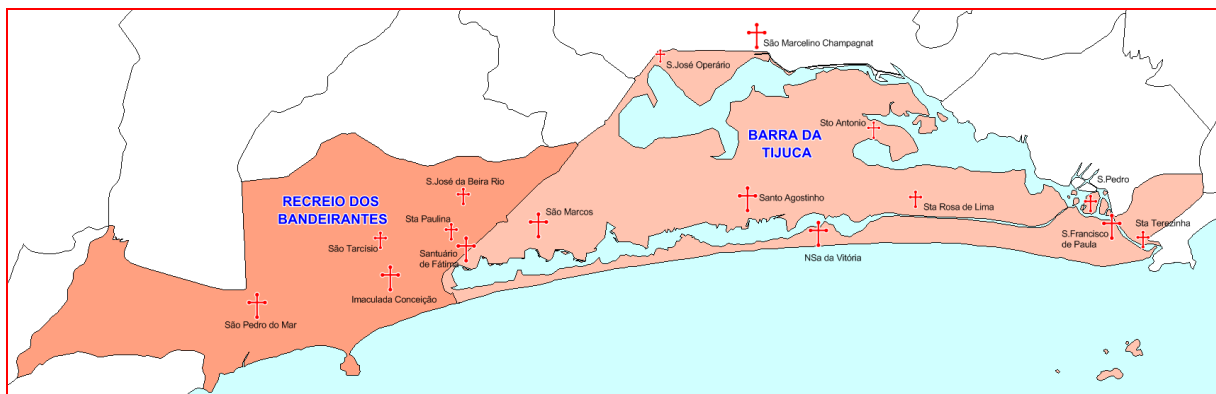 São Marcelino Champagnat
S.José Operário
Sto Antonio
BARRA DA
TIJUCA
S.Pedro
S.José da Beira Rio
RECREIO DOS
BANDEIRANTES
Santo Agostinho
Sta Rosa de Lima
Sta Paulina
São Marcos
Sta Terezinha
S.Francisco
de Paula
São Tarcísio
Santuário
de Fátima
NSa da Vitória
Imaculada Conceição
São Pedro do Mar